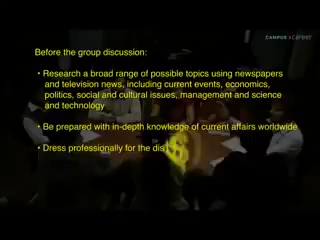 CAMPUS CAREER
Before the group discussion:
• Research a broad range of possible topics using newspapers
and television news, including current events, economics,
politics, social and cultural issues, management and science
and technology
• Be prepared with in-depth knowledge of current affairs worldwide
• Dress professionally for the dis